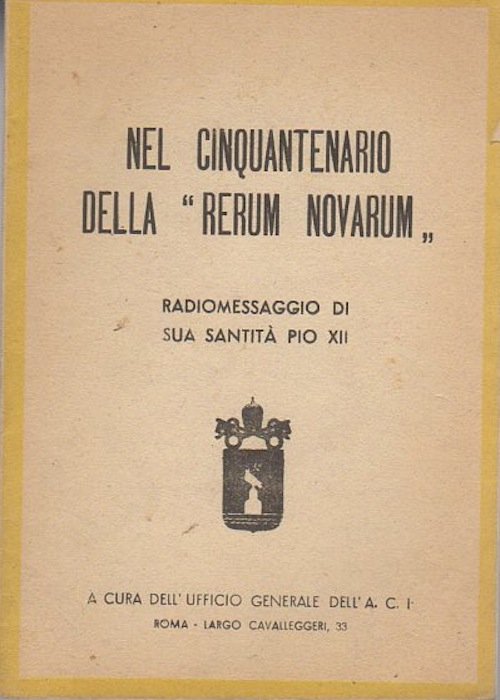 NEL CINQUANTENARIO
DELLA “RERUM NOVARUM„
RADIOMESSAGGIO DI
SUA SANTITÀ PIO XII
A CURA DELL'UFFICIO GENERALE DELL'A. C. I.
ROMA - LARGO CAVALLEGGERI, 33